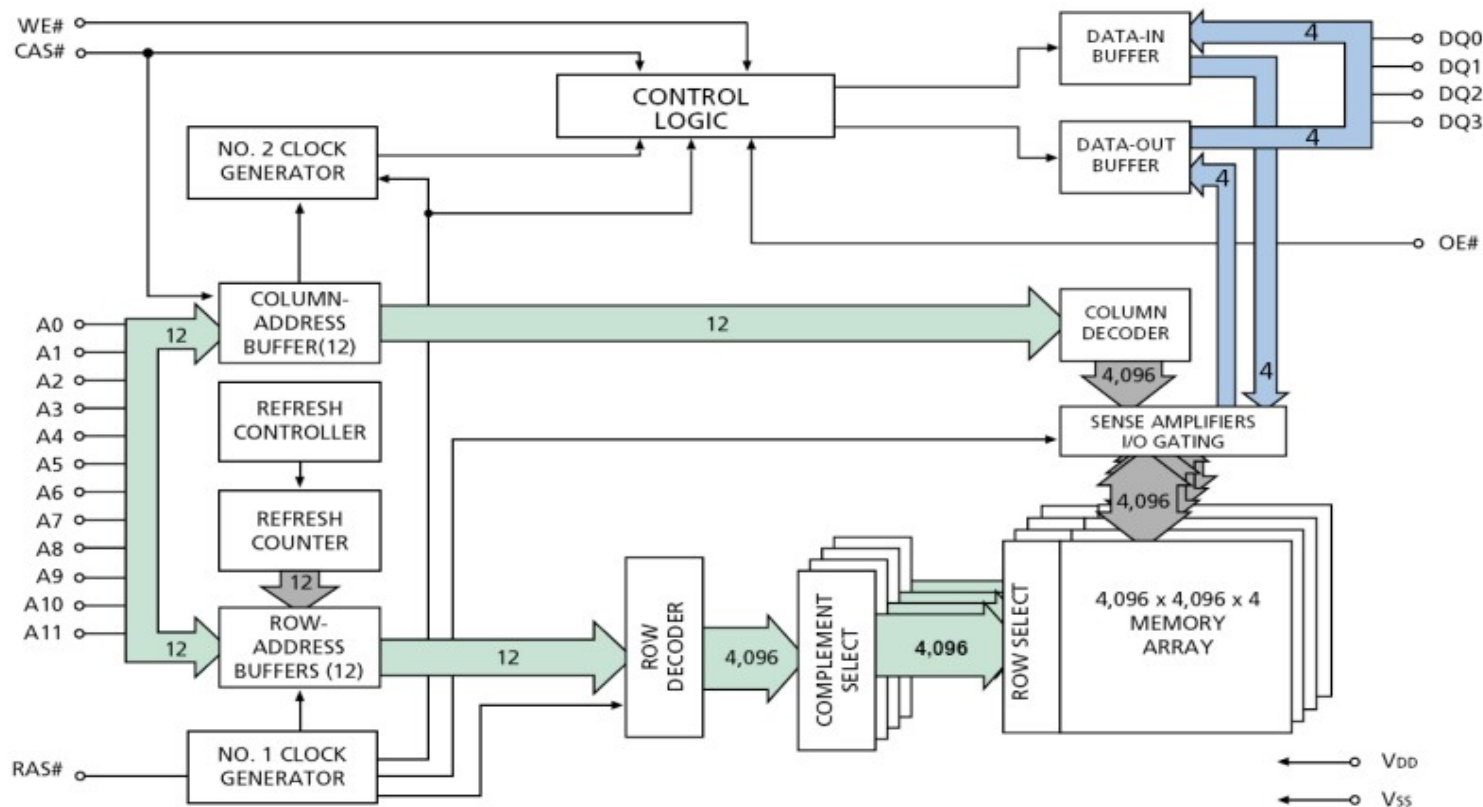 WE#
CAS#
CONTROL
LOGIC
DATA-IN
BUFFER
4
DQ0
DQ1
DQ2
DQ3
4
DATA-OUT
BUFFER
4
NO. 2 CLOCK
GENERATOR
OE#
COLUMN-
ADDRESS
BUFFER(12)
12
12
COLUMN
DECODER
4,096
4
A0
A1
A2
A3
A4
A5
A6
A7
A8
A9
A10
A11
REFRESH
CONTROLLER
SENSE AMPLIFIERS
I/O GATING
4,096
REFRESH
COUNTER
12
ROW-
ADDRESS
BUFFERS (12)
12
12
ROW
DECODER
4,096
COMPLEMENT
SELECT
4,096
ROW SELECT
4,096 x 4,096 x 4
MEMORY
ARRAY
RAS#
NO. 1 CLOCK
GENERATOR
VDD
VSS